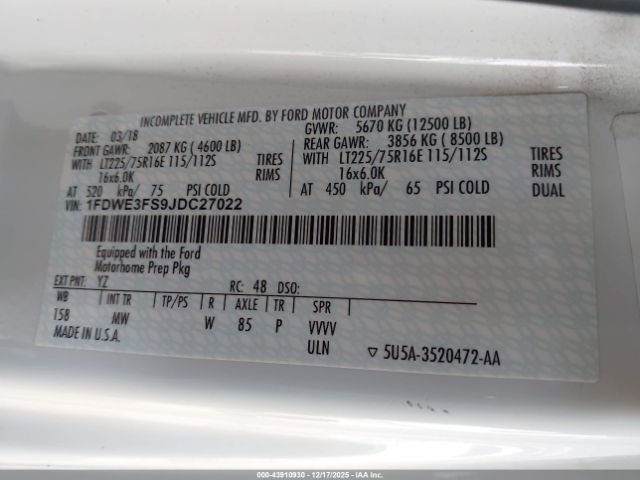 INCOMPLETE VEHICLE MFD. BY FORD MOTOR COMPANY
DATE: 03/18 GVWR: 5670 KG (12500 LB)
FRONT GAWR: 2087 KG (4600 LB) REAR GAWR: 3856 KG (8500 LB)
WITH LT225/75R16E 115/112S TIRES WITH LT225/75R16E 115/112S TIRES
16x6.0K RIMS 16x6.0K RIMS
AT 520 kPa/ 75 PSI COLD AT 450 kPa/ 65 PSI COLD DUAL
VIN: 1FDWE3FS9JDC27022
Equipped with the Ford
Motorhome Prep Pkg
EXT PNT: YZ RC: 48 DSO:
WB INT TR TP/PS R AXLE TR SPR
158 MW W 85 P VVVV
MADE IN U.S.A. ULN ▽ 5U5A-3520472-AA
000-43910930 - 12/17/2025 - IAA Inc.